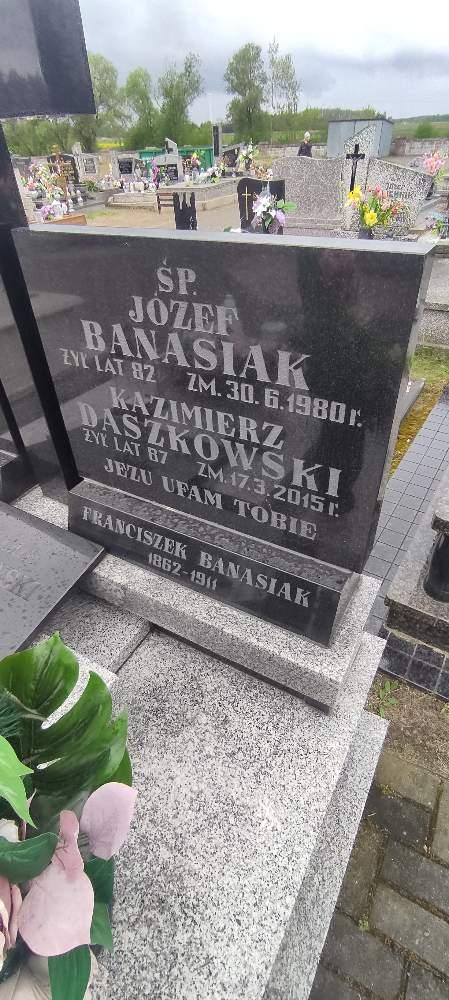 ŚP.
JÓZEF
BANASIAK
ŻYŁ LAT 82 ZM. 30.6.1980 r.
KAZIMIERZ
DASZKOWSKI
ŻYŁ LAT 87 ZM. 17.3.2015 r.
JEZU UFAM TOBIE
FRANCISZEK BANASIAK
1862-1911